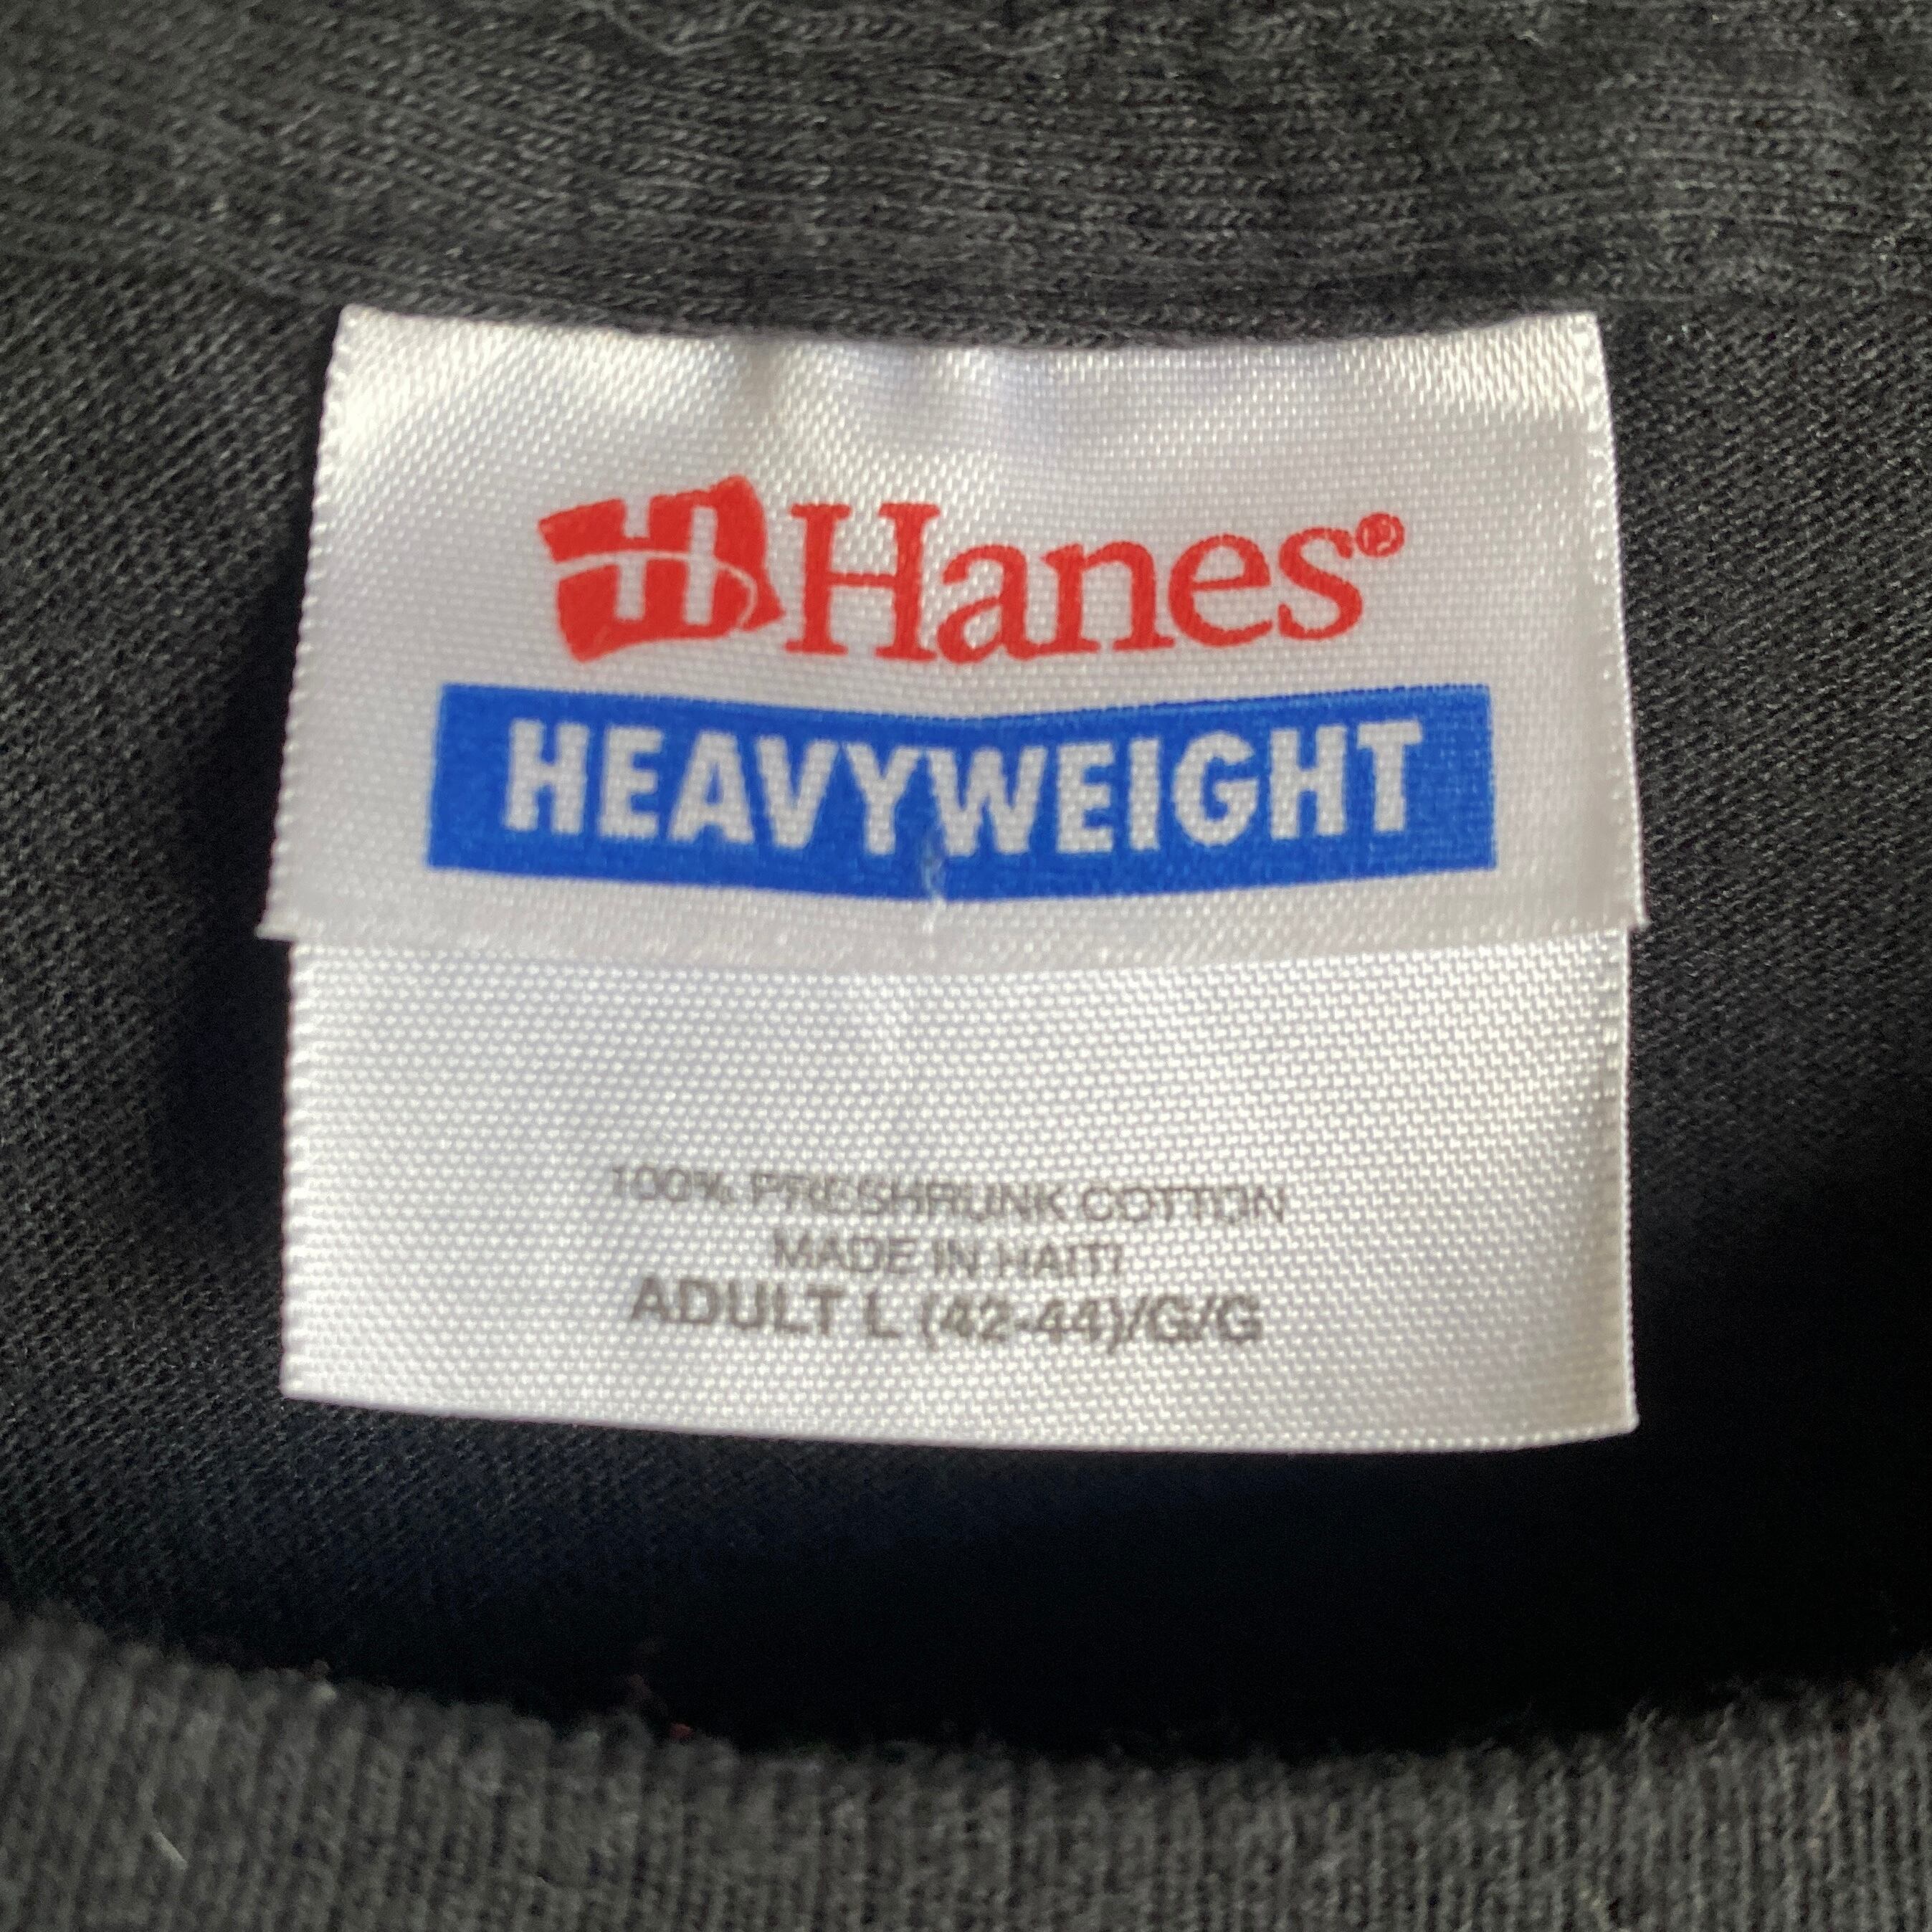 H Hanes®
HEAVYWEIGHT
100% PRESHRUNK COTTON
MADE IN HAITI
ADULT L (42-44)/G/G